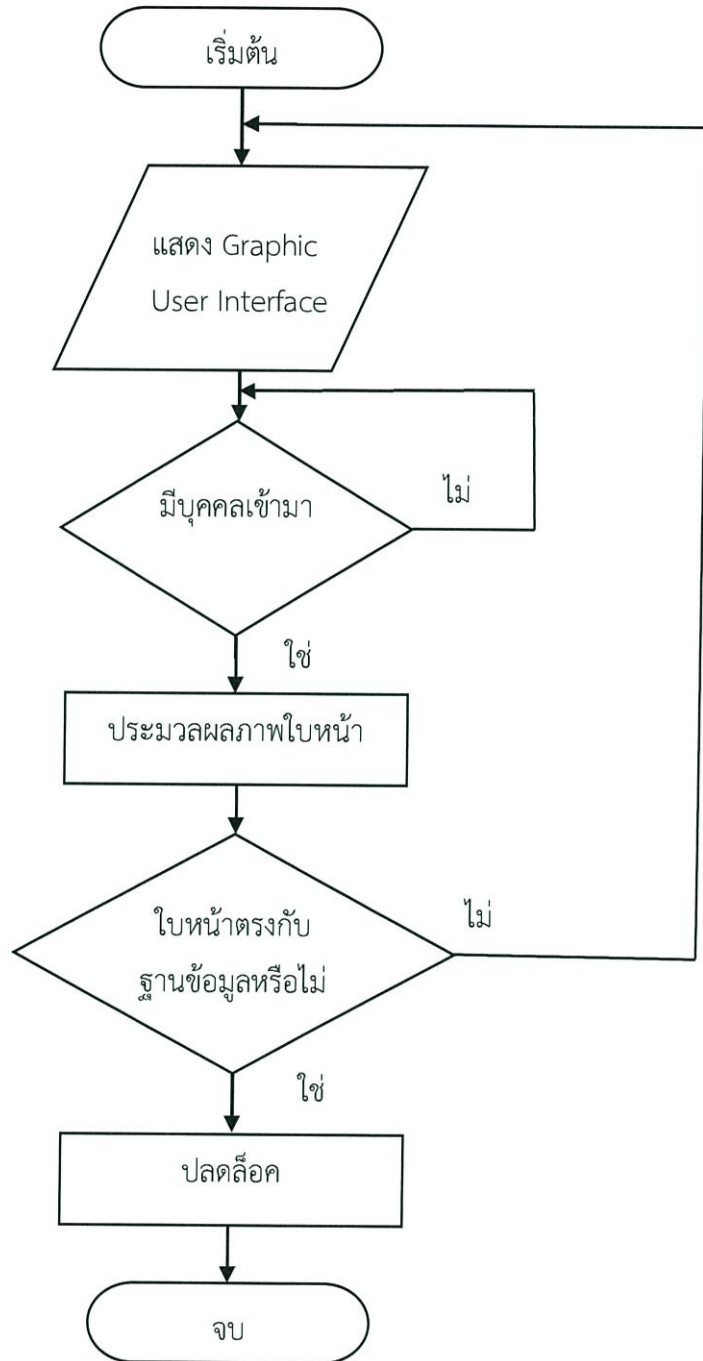 เริ่มต้น
แสดง Graphic
User Interface
มีบุคคลเข้ามา
ไม่
ใช่
ประมวลผลภาพใบหน้า
ใบหน้าตรงกับ
ฐานข้อมูลหรือไม่
ไม่
ใช่
ปลดล็อค
จบ